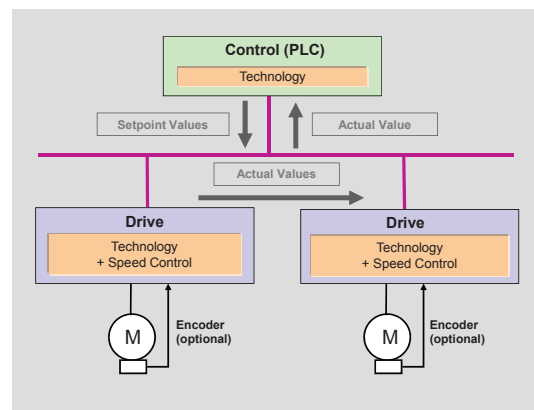 Control (PLC)
Technology
Setpoint Values
Actual Value
Actual Values
Drive
Technology
+ Speed Control
Drive
Technology
+ Speed Control
M
Encoder
(optional)
M
Encoder
(optional)